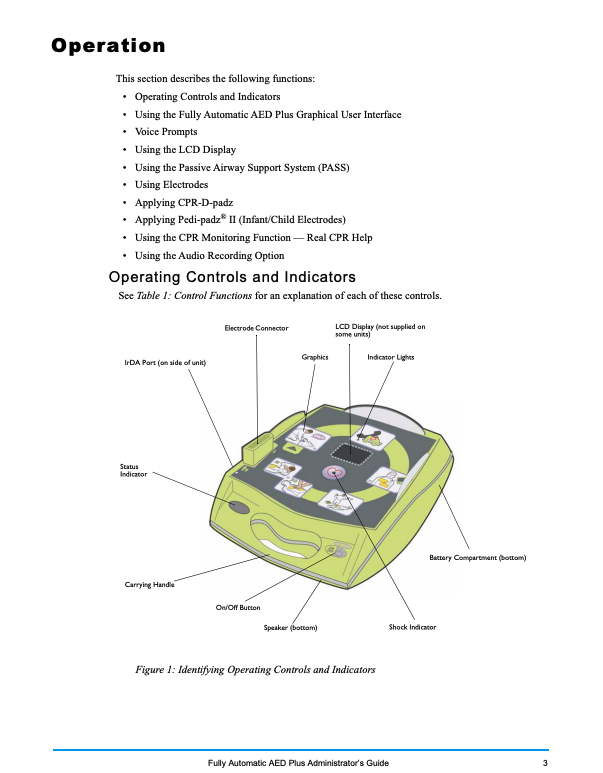 Operation
This section describes the following functions:
• Operating Controls and Indicators
• Using the Fully Automatic AED Plus Graphical User Interface
• Voice Prompts
• Using the LCD Display
• Using the Passive Airway Support System (PASS)
• Using Electrodes
• Applying CPR-D-padz
• Applying Pedi-padz® II (Infant/Child Electrodes)
• Using the CPR Monitoring Function — Real CPR Help
• Using the Audio Recording Option
Operating Controls and Indicators
See Table 1: Control Functions for an explanation of each of these controls.
Electrode Connector
LCD Display (not supplied on
some units)
IrDA Port (on side of unit)
Graphics
Indicator Lights
Status
Indicator
Battery Compartment (bottom)
Carrying Handle
On/Off Button
Speaker (bottom)
Shock Indicator
Figure 1: Identifying Operating Controls and Indicators
Fully Automatic AED Plus Administrator's Guide
3